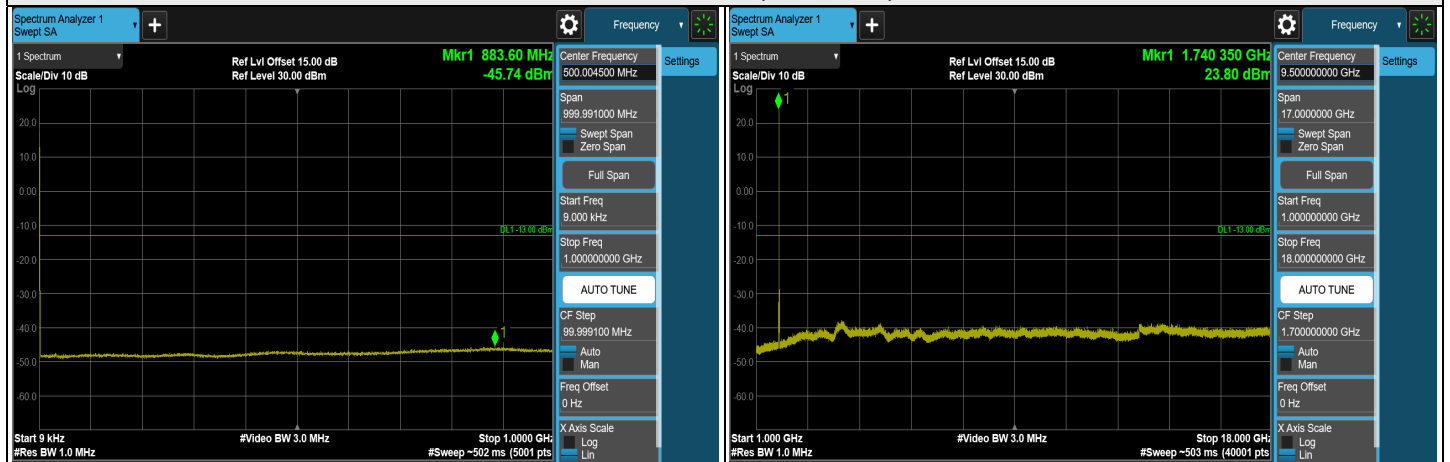 Spectrum Analyzer 1
Swept SA
+
Frequency
1 Spectrum
Scale/Div 10 dB
Log
Ref Lvl Offset 15.00 dB
Ref Level 30.00 dBm
Mkr1 883.60 MHz
-45.74 dBm
20.0
10.0
0.00
-10.0
-20.0
-30.0
-40.0
-50.0
-60.0
DL1 -13.00 dBm
1
Start 9 kHz
#Res BW 1.0 MHz
#Video BW 3.0 MHz
Stop 1.0000 GHz
#Sweep ~502 ms (5001 pts
Center Frequency
500.004500 MHz
Settings
Span
999.991000 MHz
Swept Span
Zero Span
Full Span
Start Freq
9.000 kHz
Stop Freq
1.000000000 GHz
AUTO TUNE
CF Step
99.999100 MHz
Auto
Man
Freq Offset
0 Hz
X Axis Scale
Log
Lin
Spectrum Analyzer 1
Swept SA
+
Frequency
1 Spectrum
Scale/Div 10 dB
Log
Ref Lvl Offset 15.00 dB
Ref Level 30.00 dBm
Mkr1 1.740 350 GHz
23.80 dBm
1
20.0
10.0
0.00
-10.0
-20.0
-30.0
-40.0
-50.0
-60.0
DL1 -13.00 dBm
Start 1.000 GHz
#Res BW 1.0 MHz
#Video BW 3.0 MHz
Stop 18.000 GHz
#Sweep ~503 ms (40001 pts
Center Frequency
9.500000000 GHz
Settings
Span
17.0000000 GHz
Swept Span
Zero Span
Full Span
Start Freq
1.000000000 GHz
Stop Freq
18.000000000 GHz
AUTO TUNE
CF Step
1.700000000 GHz
Auto
Man
Freq Offset
0 Hz
X Axis Scale
Log
Lin